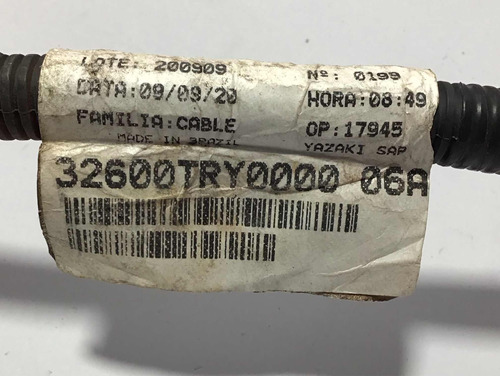 LOTE: 200909 Nº: 0199
DATA:09/09/20 HORA:08:49
FAMILIA:CABLE OP:17945
MADE IN BRAZIL YAZAKI SAP
32600TRY0000 06A